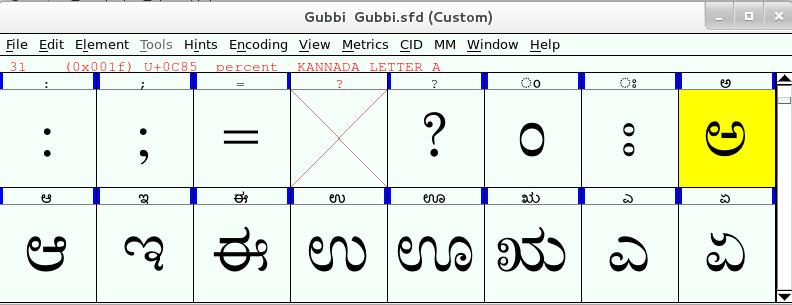 Gubbi Gubbi.sfd (Custom)
File Edit Element Tools Hints Encoding View Metrics CID MM Window Help
31 (0x001f) U+0C85 percent KANNADA LETTER A
: ; = ? ? ಂ ಃ ಅ
: ; = ? ಂ ಃ ಅ
ಆ ಇ ಈ ಉ ಊ ಋ ಎ ಏ
ಆ ಇ ಈ ಉ ಊ ಋ ಎ ಏ